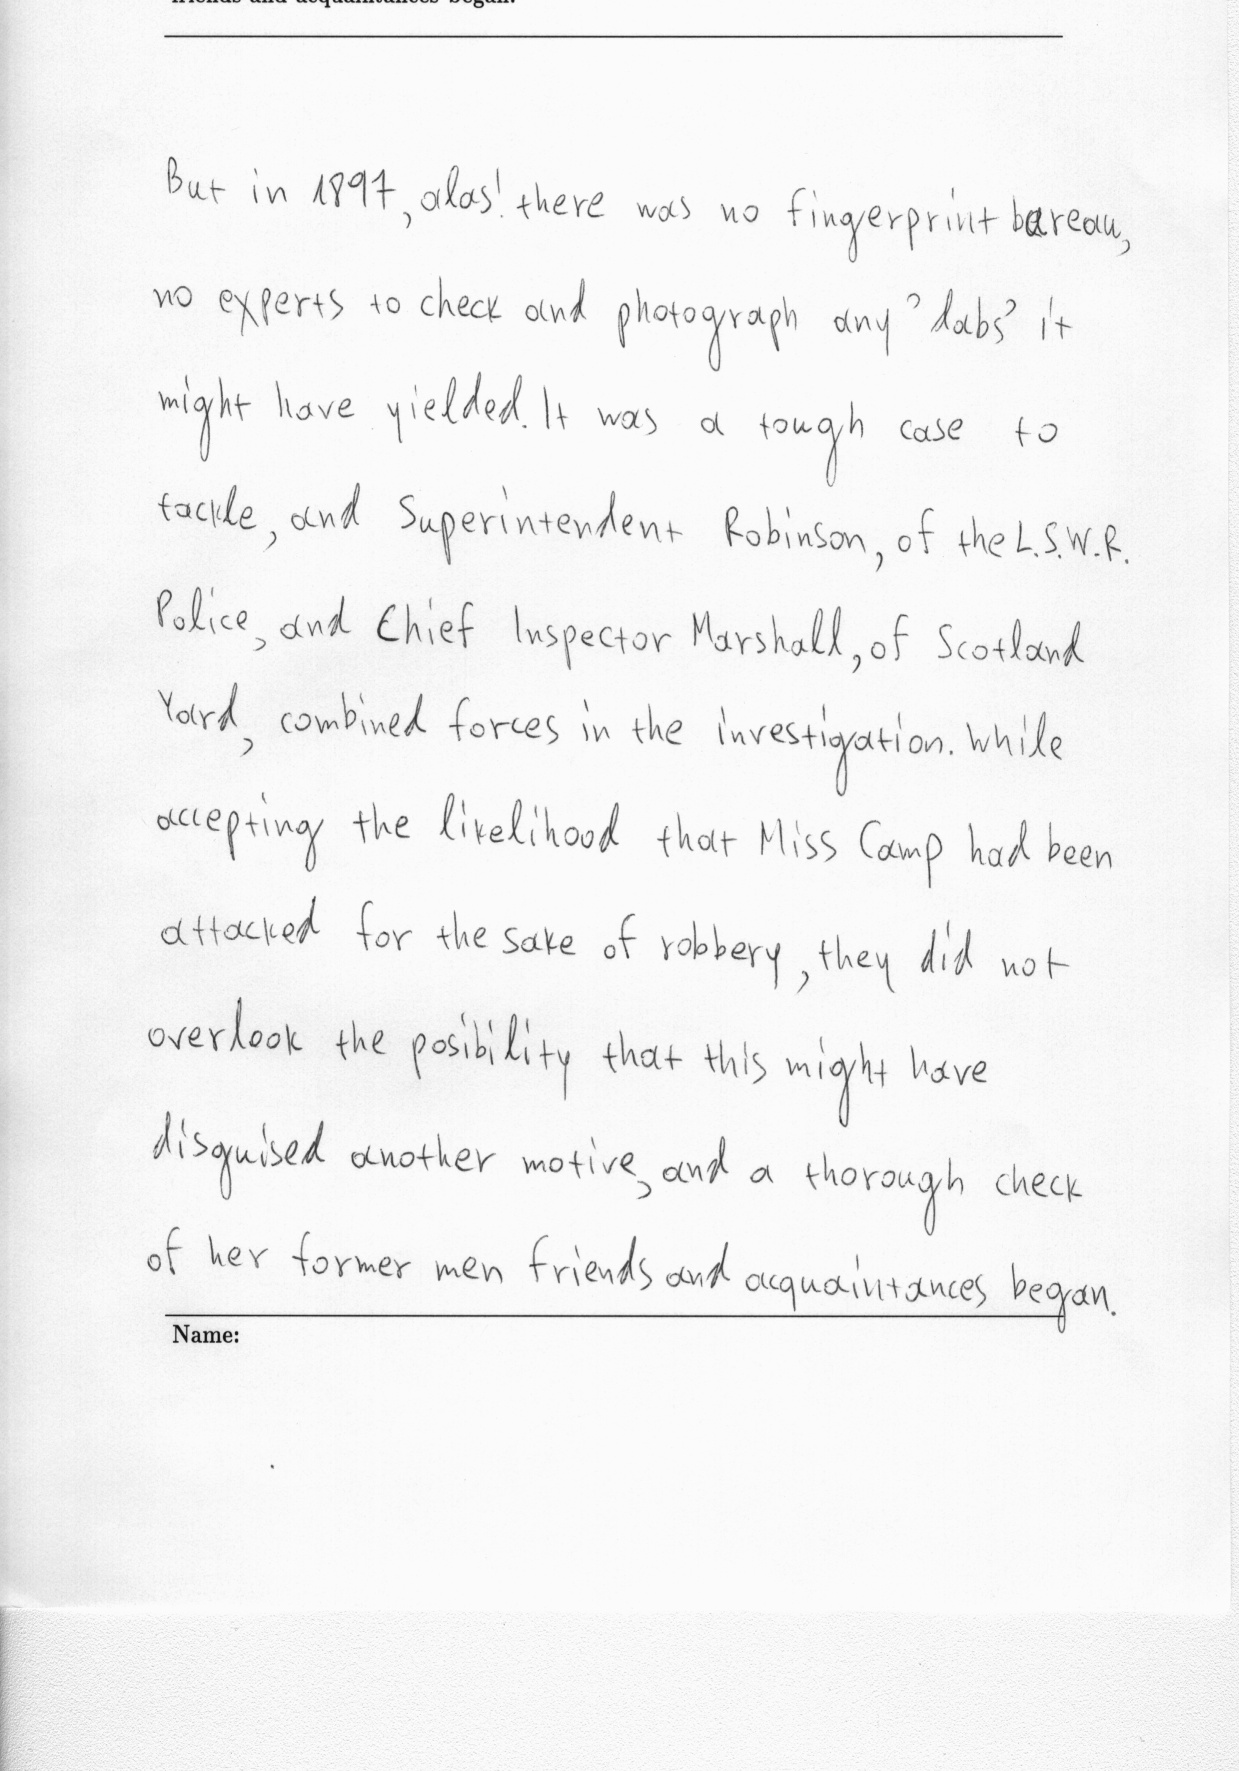 friends and acquaintances began.
But in 1897, alas! there was no fingerprint bareau,
no experts to check and photograph any 'dabs' it
might have yielded. It was a tough case to
tackle, and Superintendent Robinson, of the L.S.W.R.
Police, and Chief Inspector Marshall, of Scotland
Yard, combined forces in the investigation. While
accepting the likelihood that Miss Camp had been
attacked for the sake of robbery, they did not
overlook the posibility that this might have
disguised another motive, and a thorough check
of her former men friends and acquaintances began.
Name: